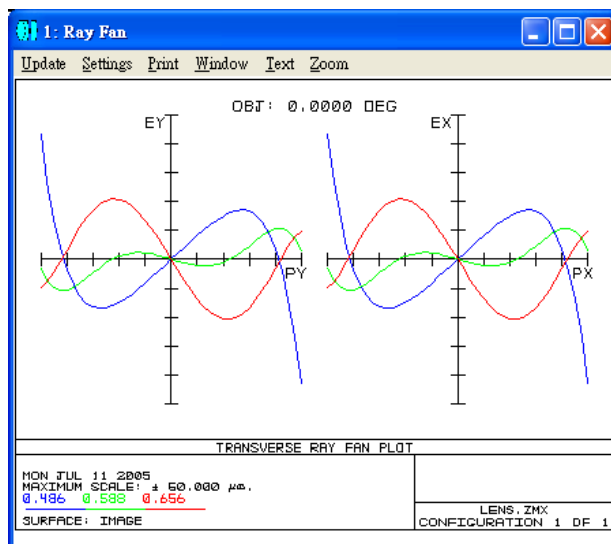 1: Ray Fan
Update Settings Print Window Text Zoom
OBJ: 0.0000 DEG
EY EX
PY PX
TRANSVERSE RAY FAN PLOT
MON JUL 11 2005
MAXIMUM SCALE: ± 50.000 µm.
0.486 0.588 0.656
SURFACE: IMAGE
LENS.ZMX
CONFIGURATION 1 OF 1